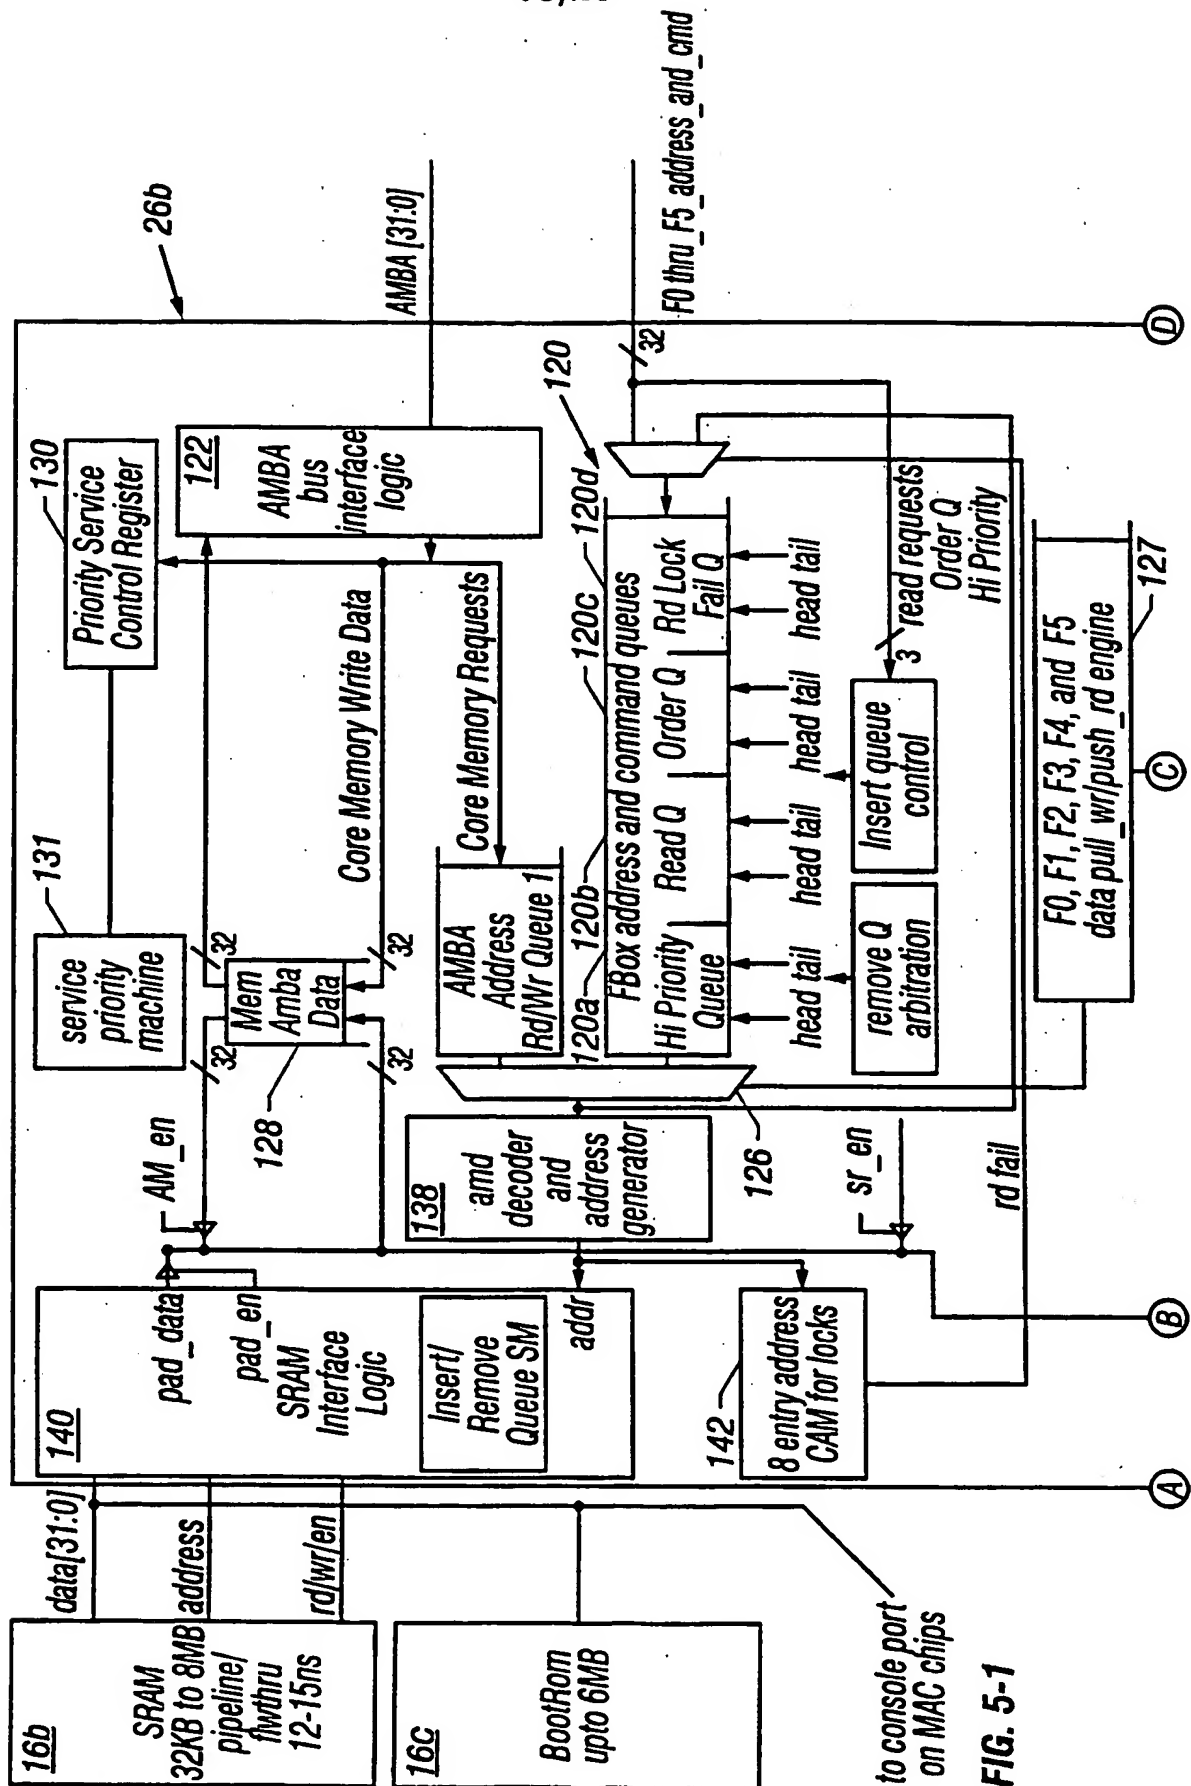 26b
130
Priority Service
Control Register
131
service
priority
machine
122
AMBA
bus
interface
logic
AMBA [31:0]
32
32
Mem
Amba
Data
128
32
32
AM_en
Core Memory Write Data
Core Memory Requests
AMBA
Address
Rd/Wr Queue 1
120
120a
120b
120c
120d
FBox address and command queues
Hi Priority
Queue
Read Q
Order Q
Rd Lock
Fail Q
head tail
head tail
head tail
head tail
remove Q
arbitration
Insert queue
control
3
read requests
Order Q
Hi Priority
32
F0 thru_F5_address_and_cmd
F0, F1, F2, F3, F4, and F5
data pull_wr/push_rd engine
127
126
138
amd
decoder
and
address
generator
sr_en
rd fail
140
pad_data
pad_en
SRAM
Interface
Logic
Insert/
Remove
Queue SM
addr
142
8 entry address
CAM for locks
data[31:0]
address
rd/wr/en
16b
SRAM
32KB to 8MB
pipeline/
flwthru
12-15ns
16c
BootRom
upto 6MB
to console port
on MAC chips
A
B
C
D
FIG. 5-1